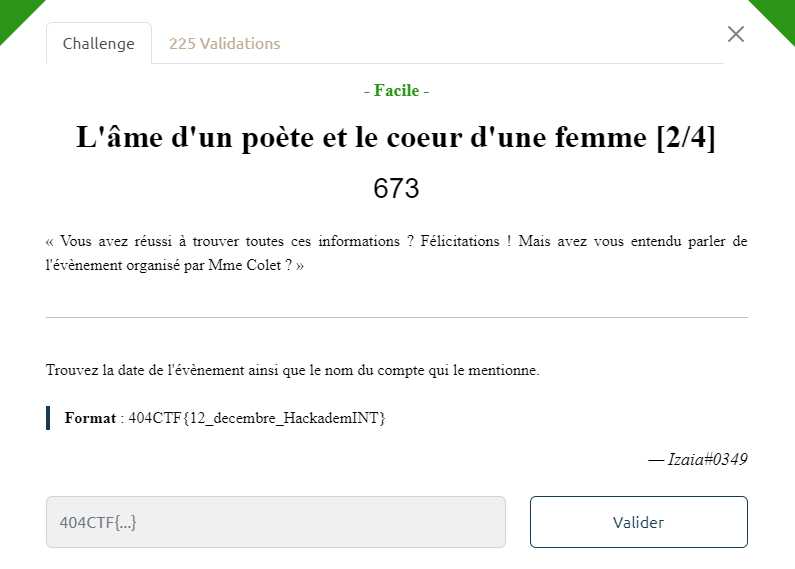 Challenge
225 Validations
- Facile -
L'âme d'un poète et le coeur d'une femme [2/4]
673
« Vous avez réussi à trouver toutes ces informations ? Félicitations ! Mais avez vous entendu parler de
l'évènement organisé par Mme Colet ? »
Trouvez la date de l'évènement ainsi que le nom du compte qui le mentionne.
Format : 404CTF{12_decembre_HackademINT}
— Izaia#0349
404CTF{...}
Valider